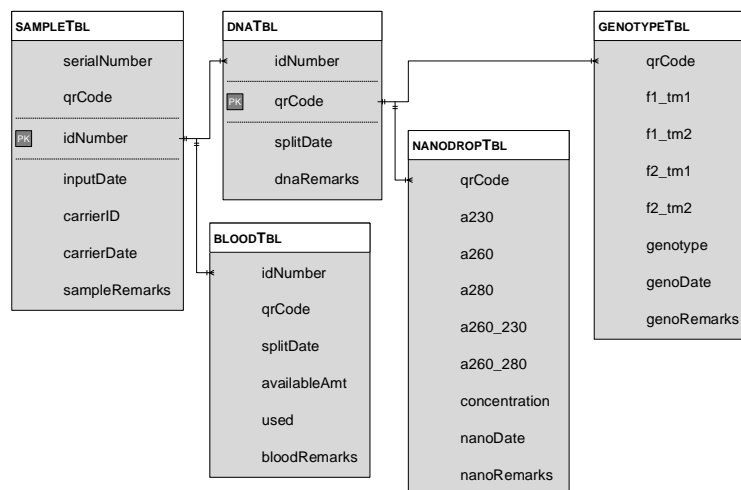 SAMPLETBL
serialNumber
qrCode
PK idNumber
inputDate
carrierID
carrierDate
sampleRemarks
DNATBL
idNumber
PK qrCode
splitDate
dnaRemarks
BLOODTBL
idNumber
qrCode
splitDate
availableAmt
used
bloodRemarks
NANODROPTBL
qrCode
a230
a260
a280
a260_230
a260_280
concentration
nanoDate
nanoRemarks
GENOTYPETBL
qrCode
f1_tm1
f1_tm2
f2_tm1
f2_tm2
genotype
genoDate
genoRemarks